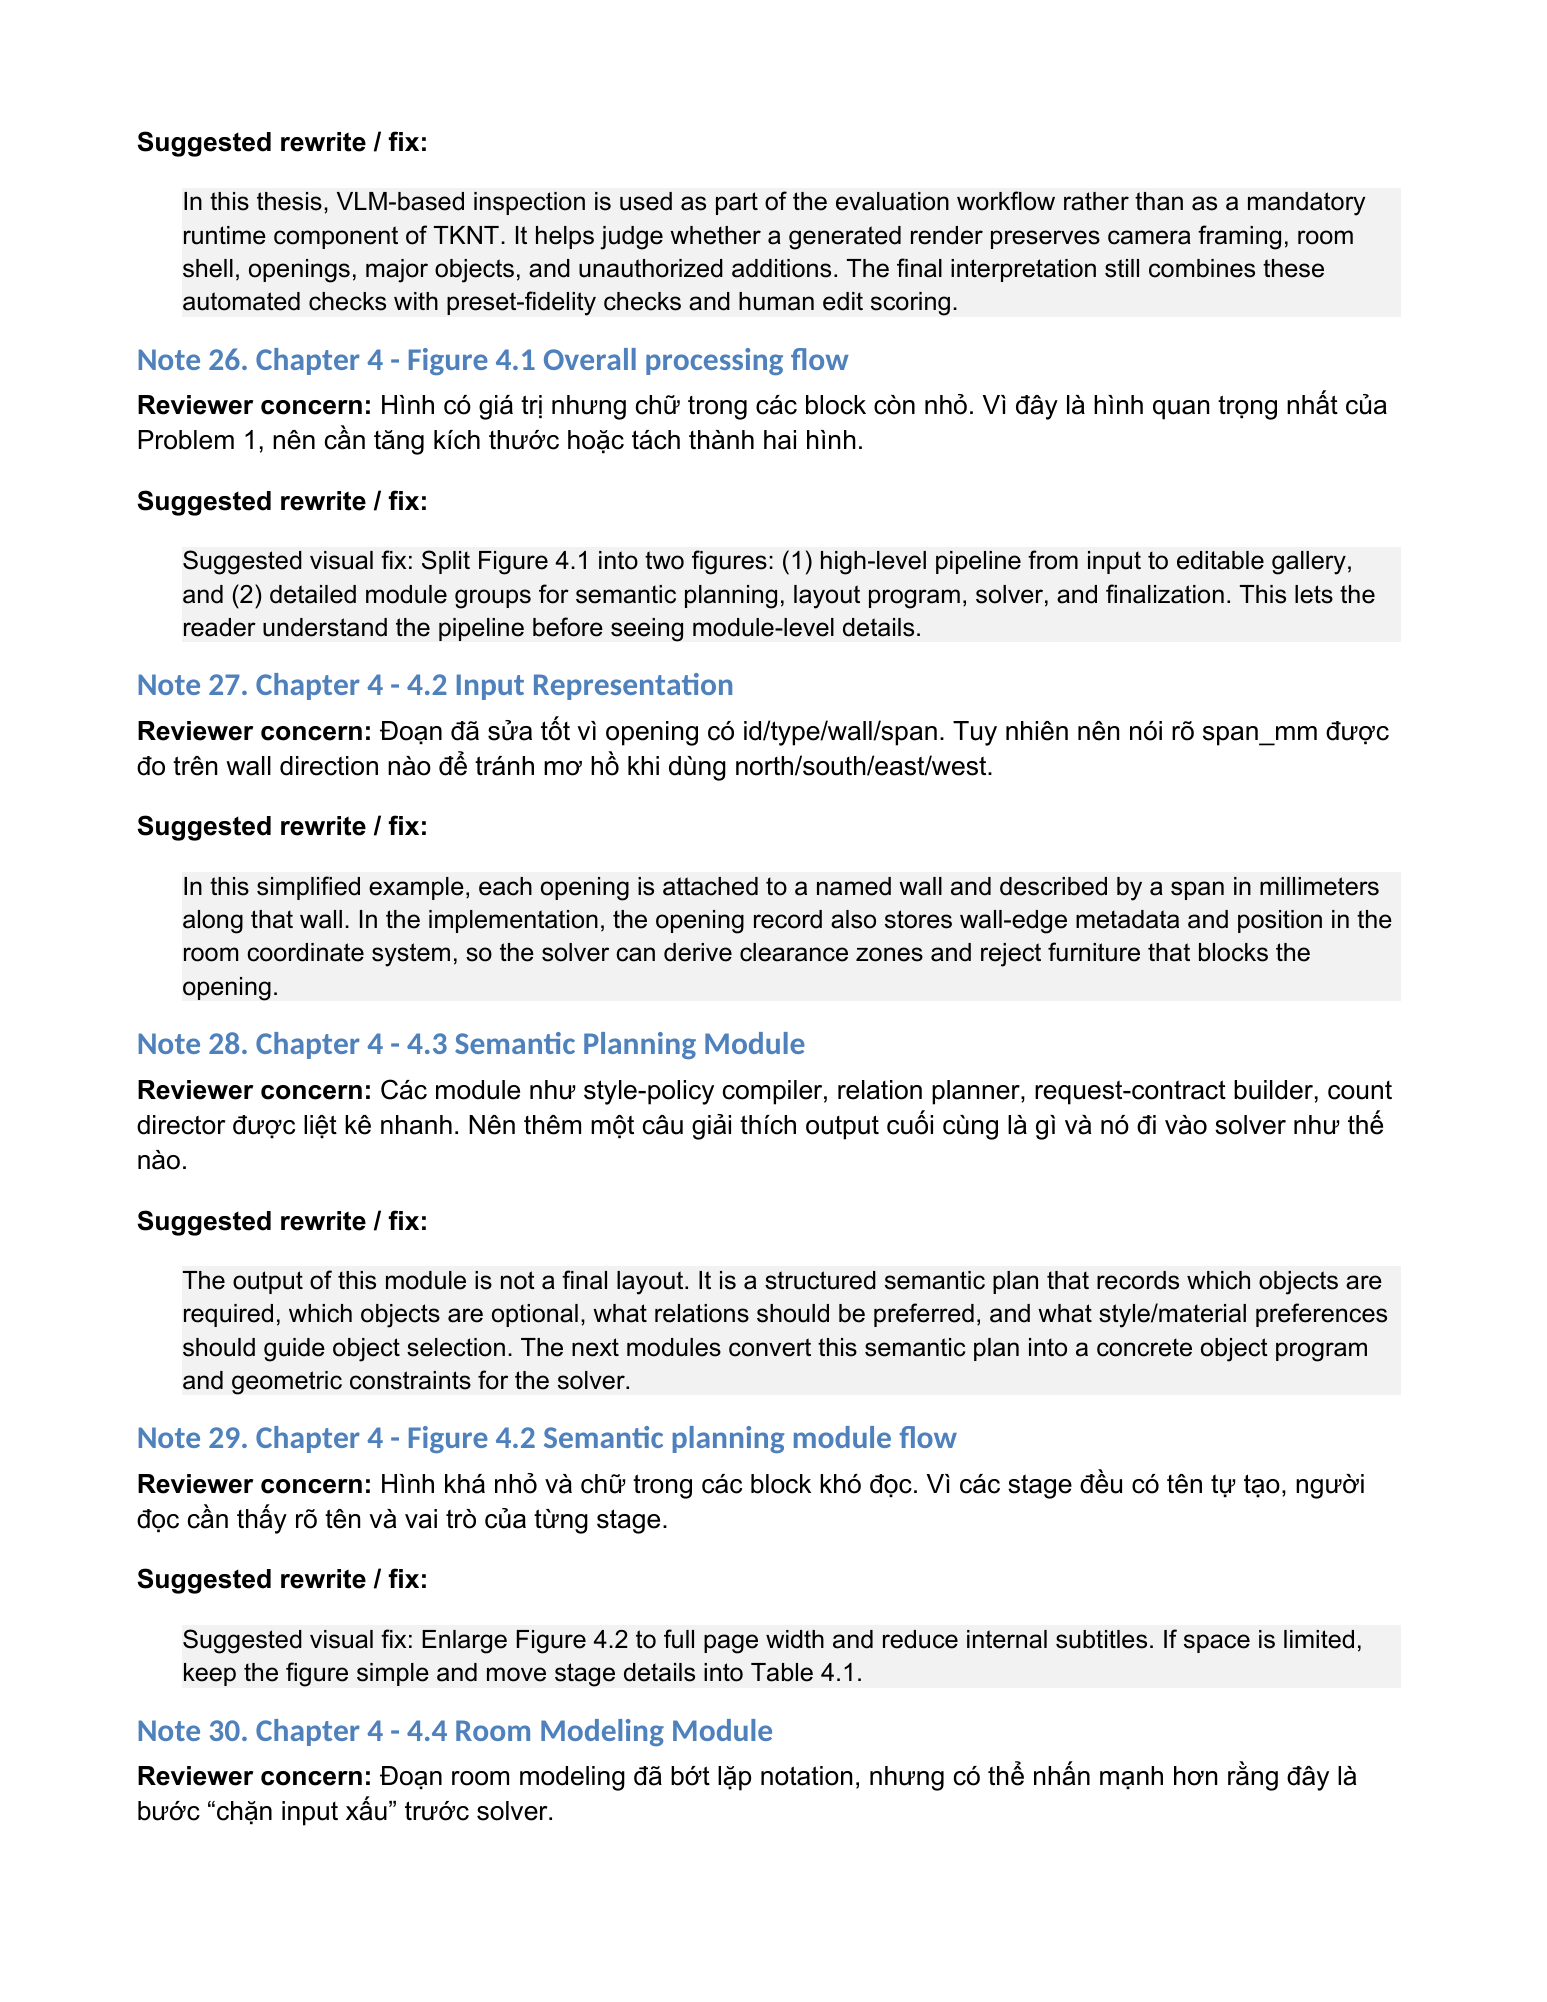 Suggested rewrite / fix:
In this thesis, VLM-based inspection is used as part of the evaluation workflow rather than as a mandatory
runtime component of TKNT. It helps judge whether a generated render preserves camera framing, room
shell, openings, major objects, and unauthorized additions. The final interpretation still combines these
automated checks with preset-fidelity checks and human edit scoring.
Note 26. Chapter 4 - Figure 4.1 Overall processing flow
Reviewer concern: Hình có giá trị nhưng chữ trong các block còn nhỏ. Vì đây là hình quan trọng nhất của
Problem 1, nên cần tăng kích thước hoặc tách thành hai hình.
Suggested rewrite / fix:
Suggested visual fix: Split Figure 4.1 into two figures: (1) high-level pipeline from input to editable gallery,
and (2) detailed module groups for semantic planning, layout program, solver, and finalization. This lets the
reader understand the pipeline before seeing module-level details.
Note 27. Chapter 4 - 4.2 Input Representation
Reviewer concern: Đoạn đã sửa tốt vì opening có id/type/wall/span. Tuy nhiên nên nói rõ span_mm được
đo trên wall direction nào để tránh mơ hồ khi dùng north/south/east/west.
Suggested rewrite / fix:
In this simplified example, each opening is attached to a named wall and described by a span in millimeters
along that wall. In the implementation, the opening record also stores wall-edge metadata and position in the
room coordinate system, so the solver can derive clearance zones and reject furniture that blocks the
opening.
Note 28. Chapter 4 - 4.3 Semantic Planning Module
Reviewer concern: Các module như style-policy compiler, relation planner, request-contract builder, count
director được liệt kê nhanh. Nên thêm một câu giải thích output cuối cùng là gì và nó đi vào solver như thế
nào.
Suggested rewrite / fix:
The output of this module is not a final layout. It is a structured semantic plan that records which objects are
required, which objects are optional, what relations should be preferred, and what style/material preferences
should guide object selection. The next modules convert this semantic plan into a concrete object program
and geometric constraints for the solver.
Note 29. Chapter 4 - Figure 4.2 Semantic planning module flow
Reviewer concern: Hình khá nhỏ và chữ trong các block khó đọc. Vì các stage đều có tên tự tạo, người
đọc cần thấy rõ tên và vai trò của từng stage.
Suggested rewrite / fix:
Suggested visual fix: Enlarge Figure 4.2 to full page width and reduce internal subtitles. If space is limited,
keep the figure simple and move stage details into Table 4.1.
Note 30. Chapter 4 - 4.4 Room Modeling Module
Reviewer concern: Đoạn room modeling đã bớt lặp notation, nhưng có thể nhấn mạnh hơn rằng đây là
bước “chặn input xấu” trước solver.